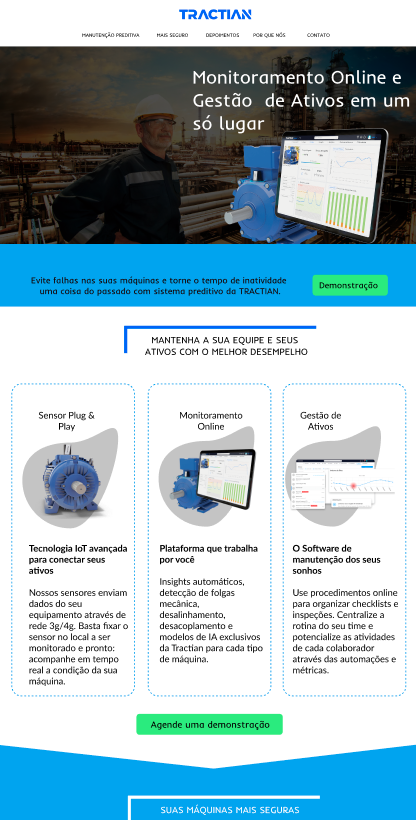 TRACTIAN
MANUTENÇÃO PREDITIVA MAIS SEGURO DEPOIMENTOS POR QUE NÓS CONTATO
Monitoramento Online e
Gestão de Ativos em um
só lugar
Evite falhas nas suas máquinas e torne o tempo de inatividade
uma coisa do passado com sistema preditivo da TRACTIAN.
Demonstração
MANTENHA A SUA EQUIPE E SEUS
ATIVOS COM O MELHOR DESEMPENHO
Sensor Plug &
Play
Tecnologia IoT avançada
para conectar seus
ativos
Nossos sensores enviam
dados do seu
equipamento através de
rede 3g/4g. Basta fixar o
sensor no local a ser
monitorado e pronto:
acompanhe em tempo
real a condição da sua
máquina.
Monitoramento
Online
Plataforma que trabalha
por você
Insights automáticos,
detecção de folgas
mecânica,
desalinhamento,
desacoplamento e
modelos de IA exclusivos
da Tractian para cada tipo
de máquina.
Gestão de
Ativos
O Software de
manutenção dos seus
sonhos
Use procedimentos online
para organizar checklists e
inspeções. Centralize a
rotina do seu time e
potencialize as atividades
de cada colaborador
através das automações e
métricas.
Agende uma demonstração
SUAS MÁQUINAS MAIS SEGURAS